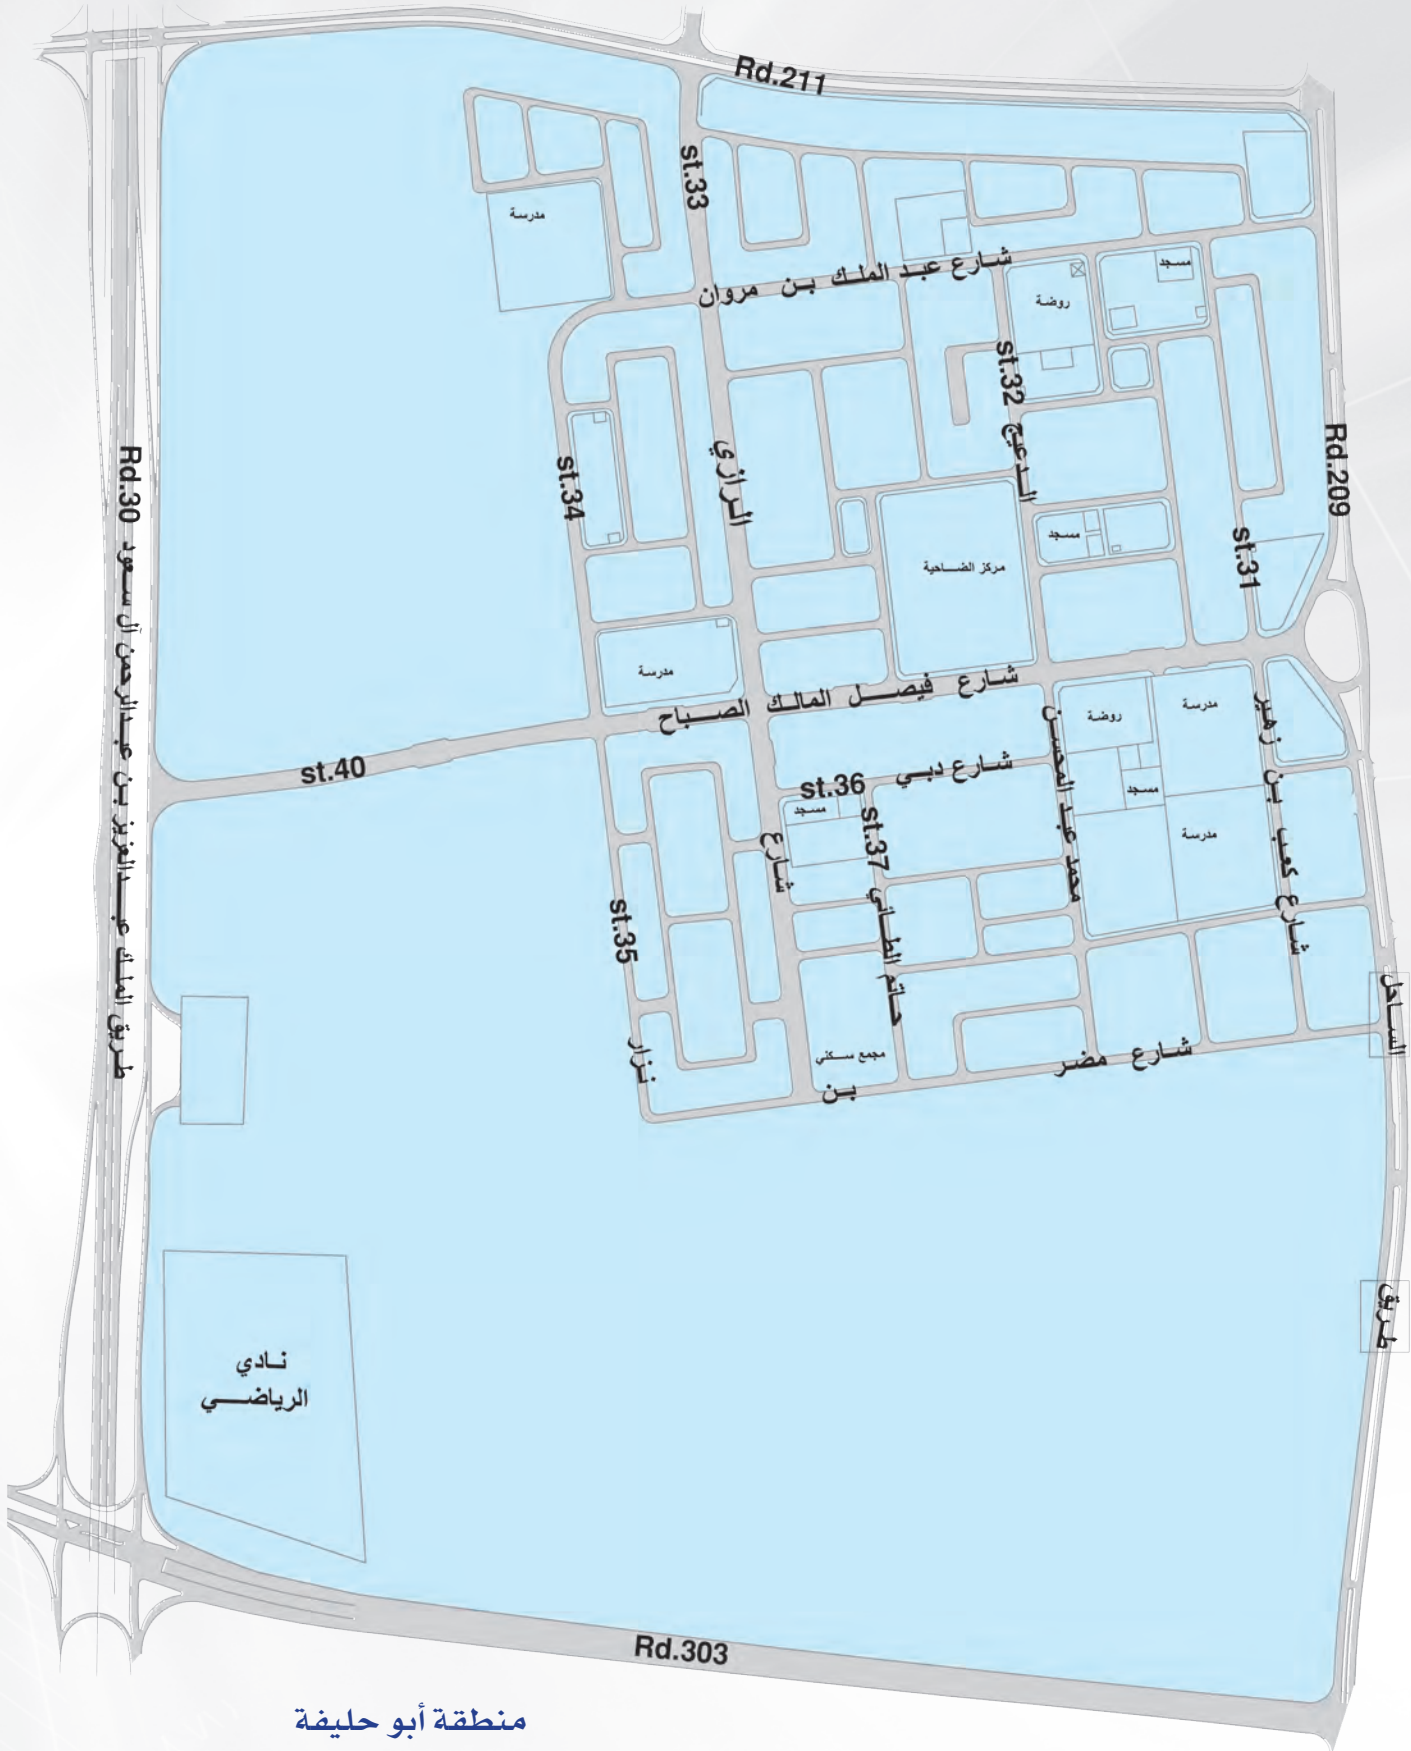 Rd.211
st.33
مدرسة
شارع عبد الملك بن مروان
مسجد
روضة
st.32
الدعيج
Rd.209
st.31
st.34
الرازي
مسجد
مركز الضاحية
مدرسة
شارع فيصل المالك الصباح
st.40
Rd.30
طريق الملك عبدالعزيز بن عبدالرحمن آل سعود
روضة
مدرسة
مسجد
مدرسة
محمد عبد المحسن
شارع كعب بن زهير
شارع دبي
st.36
مسجد
st.37
حاتم الطائي
شارع
st.35
مجمع سكني
شارع مضر
بن
نزار
الساحل
طريق
نادي
الرياضي
Rd.303
منطقة أبو حليفة